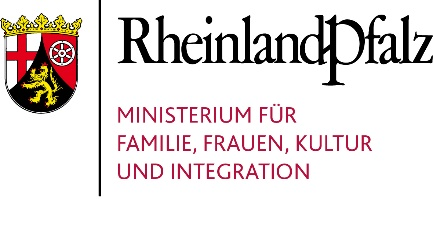 RheinlandPfalz
MINISTERIUM FÜR
FAMILIE, FRAUEN, KULTUR
UND INTEGRATION